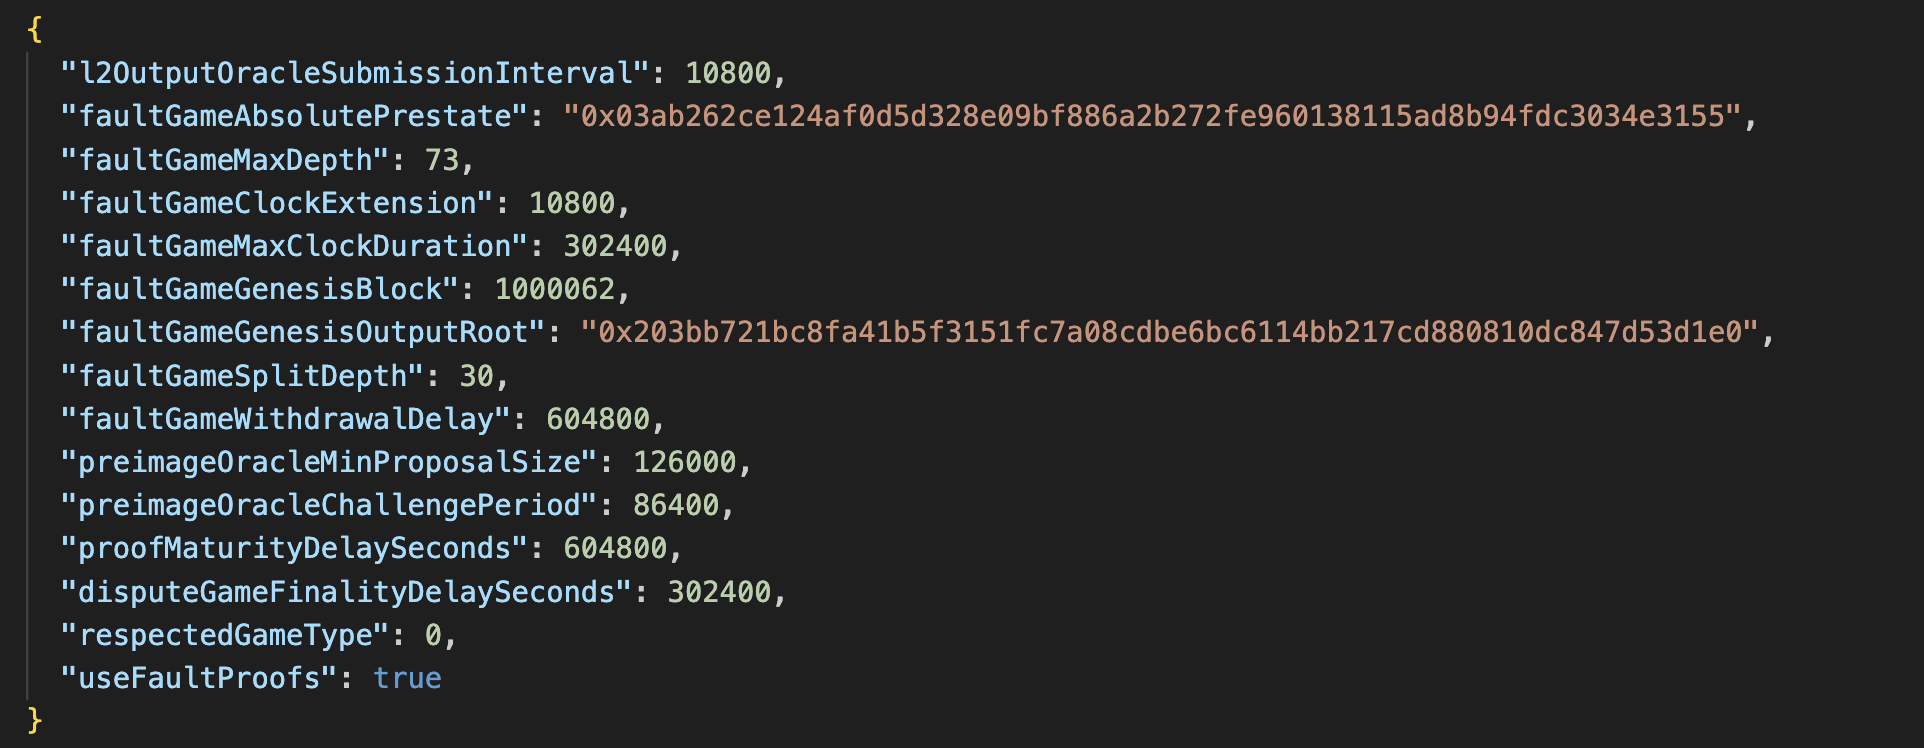 {
"l2OutputOracleSubmissionInterval": 10800,
"faultGameAbsolutePrestate": "0x03ab262ce124af0d5d328e09bf886a2b272fe960138115ad8b94fdc3034e3155",
"faultGameMaxDepth": 73,
"faultGameClockExtension": 10800,
"faultGameMaxClockDuration": 302400,
"faultGameGenesisBlock": 1000062,
"faultGameGenesisOutputRoot": "0x203bb721bc8fa41b5f3151fc7a08cdbe6bc6114bb217cd880810dc847d53d1e0",
"faultGameSplitDepth": 30,
"faultGameWithdrawalDelay": 604800,
"preimageOracleMinProposalSize": 126000,
"preimageOracleChallengePeriod": 86400,
"proofMaturityDelaySeconds": 604800,
"disputeGameFinalityDelaySeconds": 302400,
"respectedGameType": 0,
"useFaultProofs": true
}